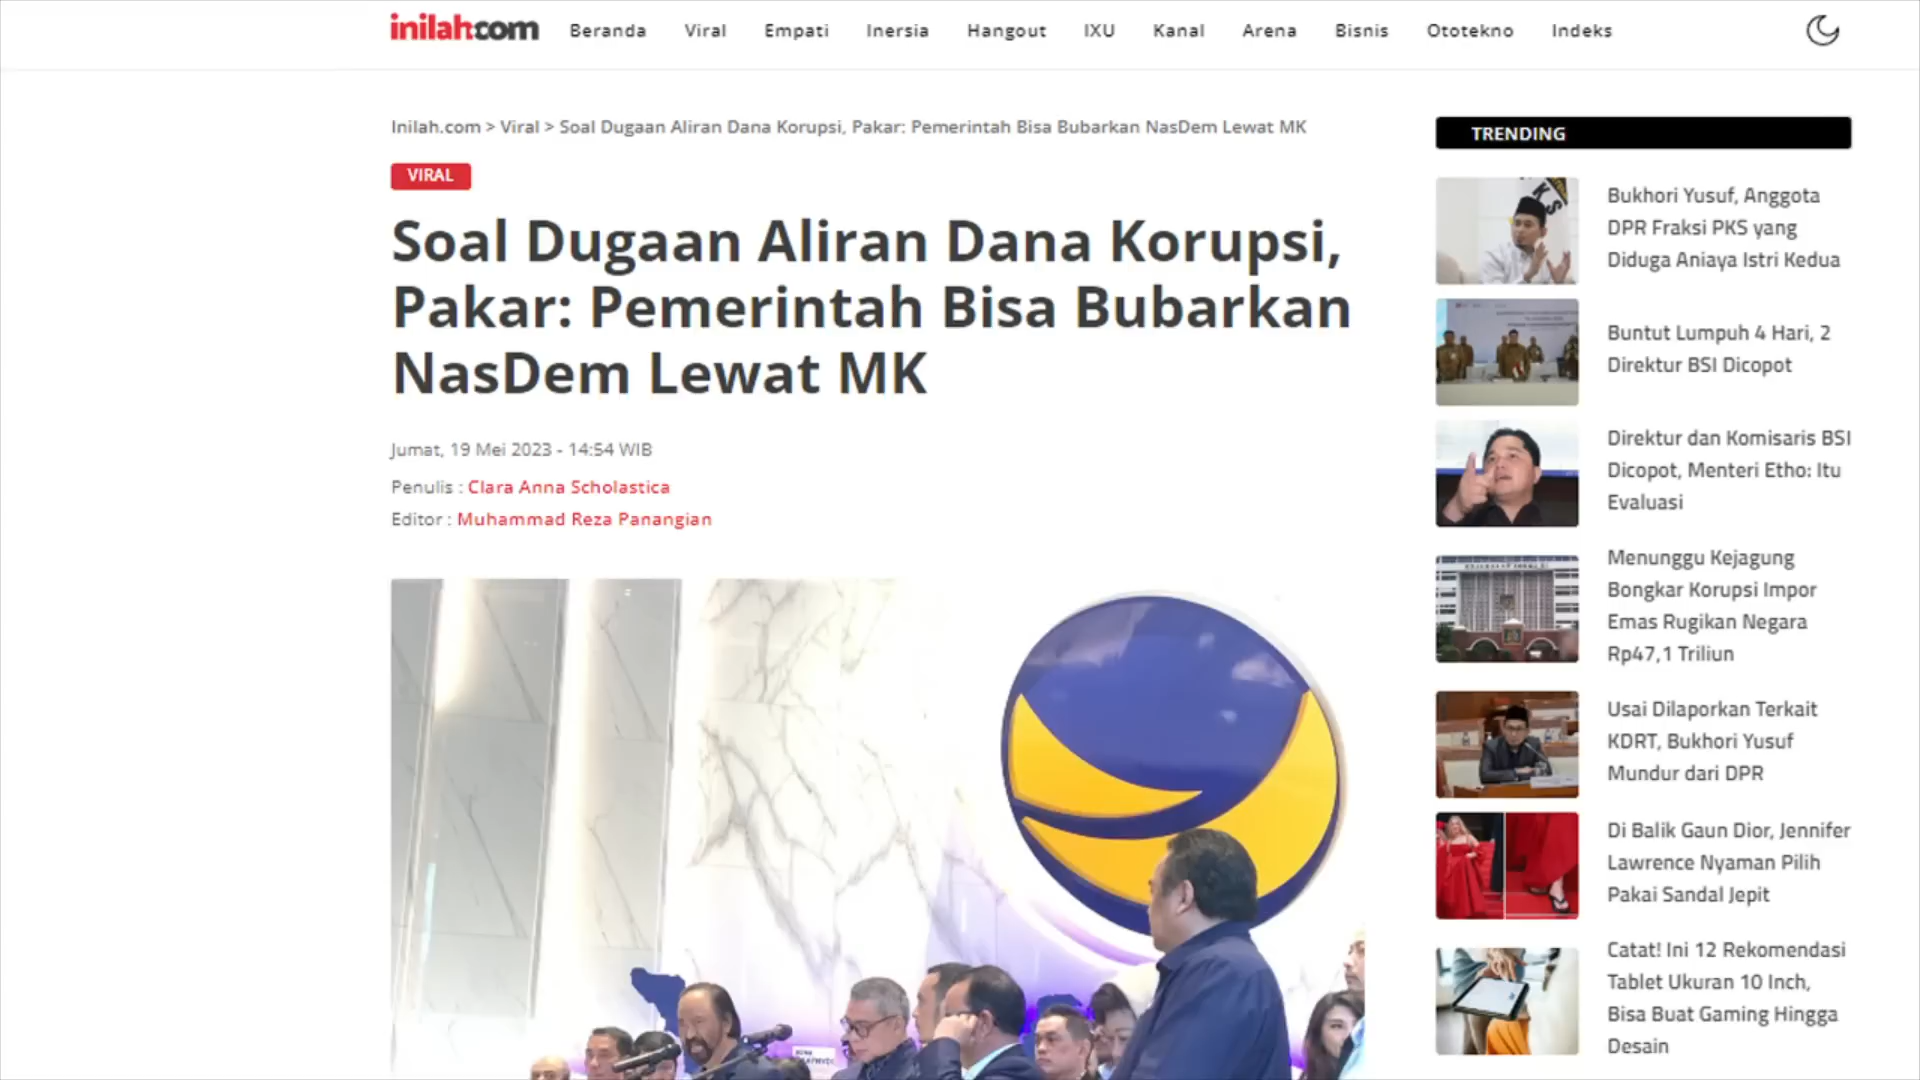 inilah.com
Beranda
Viral
Empati
Inersia
Hangout
IXU
Kanal
Arena
Bisnis
Ototekno
Indeks
Inilah.com > Viral > Soal Dugaan Aliran Dana Korupsi, Pakar: Pemerintah Bisa Bubarkan NasDem Lewat MK
VIRAL
Soal Dugaan Aliran Dana Korupsi,
Pakar: Pemerintah Bisa Bubarkan
NasDem Lewat MK
Jumat, 19 Mei 2023 - 14:54 WIB
Penulis : Clara Anna Scholastica
Editor : Muhammad Reza Panangian
TRENDING
Bukhori Yusuf, Anggota
DPR Fraksi PKS yang
Diduga Aniaya Istri Kedua
Buntut Lumpuh 4 Hari, 2
Direktur BSI Dicopot
Direktur dan Komisaris BSI
Dicopot, Menteri Etho: Itu
Evaluasi
Menunggu Kejagung
Bongkar Korupsi Impor
Emas Rugikan Negara
Rp47,1 Triliun
Usai Dilaporkan Terkait
KDRT, Bukhori Yusuf
Mundur dari DPR
Di Balik Gaun Dior, Jennifer
Lawrence Nyaman Pilih
Pakai Sandal Jepit
Catat! Ini 12 Rekomendasi
Tablet Ukuran 10 Inch,
Bisa Buat Gaming Hingga
Desain